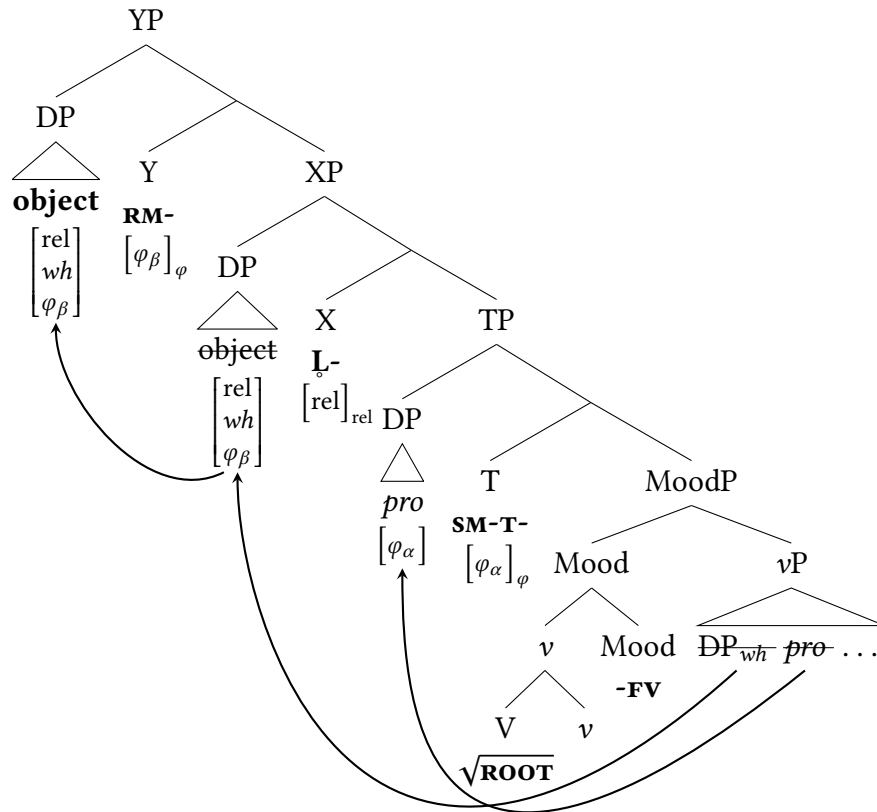 YP
DP
Y XP
object
RM-
[φβ]φ
[rel
wh
φβ]
DP
X TP
object
L̥-
[rel]rel
[rel
wh
φβ]
DP
T MoodP
pro
SM-T-
[φα]
[φα]φ
Mood vP
v Mood DPwh pro ...
-FV
V v
√ROOT